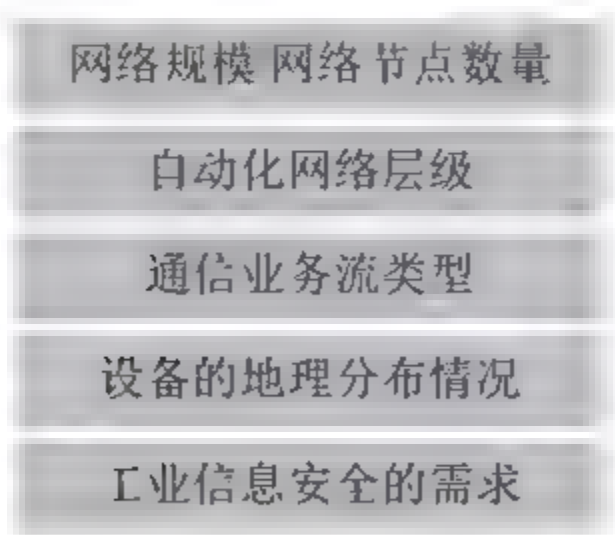 网络规模 网络节点数量
自动化网络层级
通信业务流类型
设备的地理分布情况
工业信息安全的需求